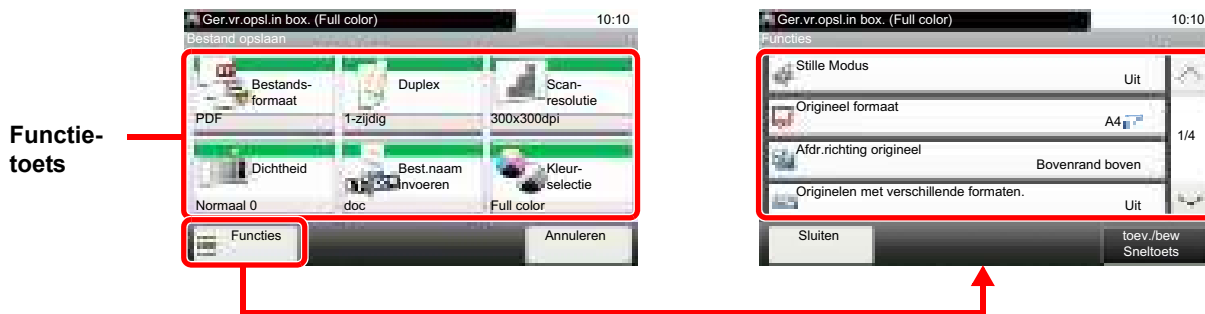 Functie-
toets
Ger.vr.opsl.in box. (Full color) 10:10
Bestand opslaan
Bestands-
formaat
PDF
Duplex
1-zijdig
Scan-
resolutie
300x300dpi
Dichtheid
Normaal 0
Best.naam
invoeren
doc
Kleur-
selectie
Full color
Functies
Annuleren
Ger.vr.opsl.in box. (Full color) 10:10
Functies
Stille Modus
Uit
Origineel formaat
A4
Afdr.richting origineel
Bovenrand boven
Originelen met verschillende formaten.
Uit
1/4
Sluiten
toev./bew
Sneltoets